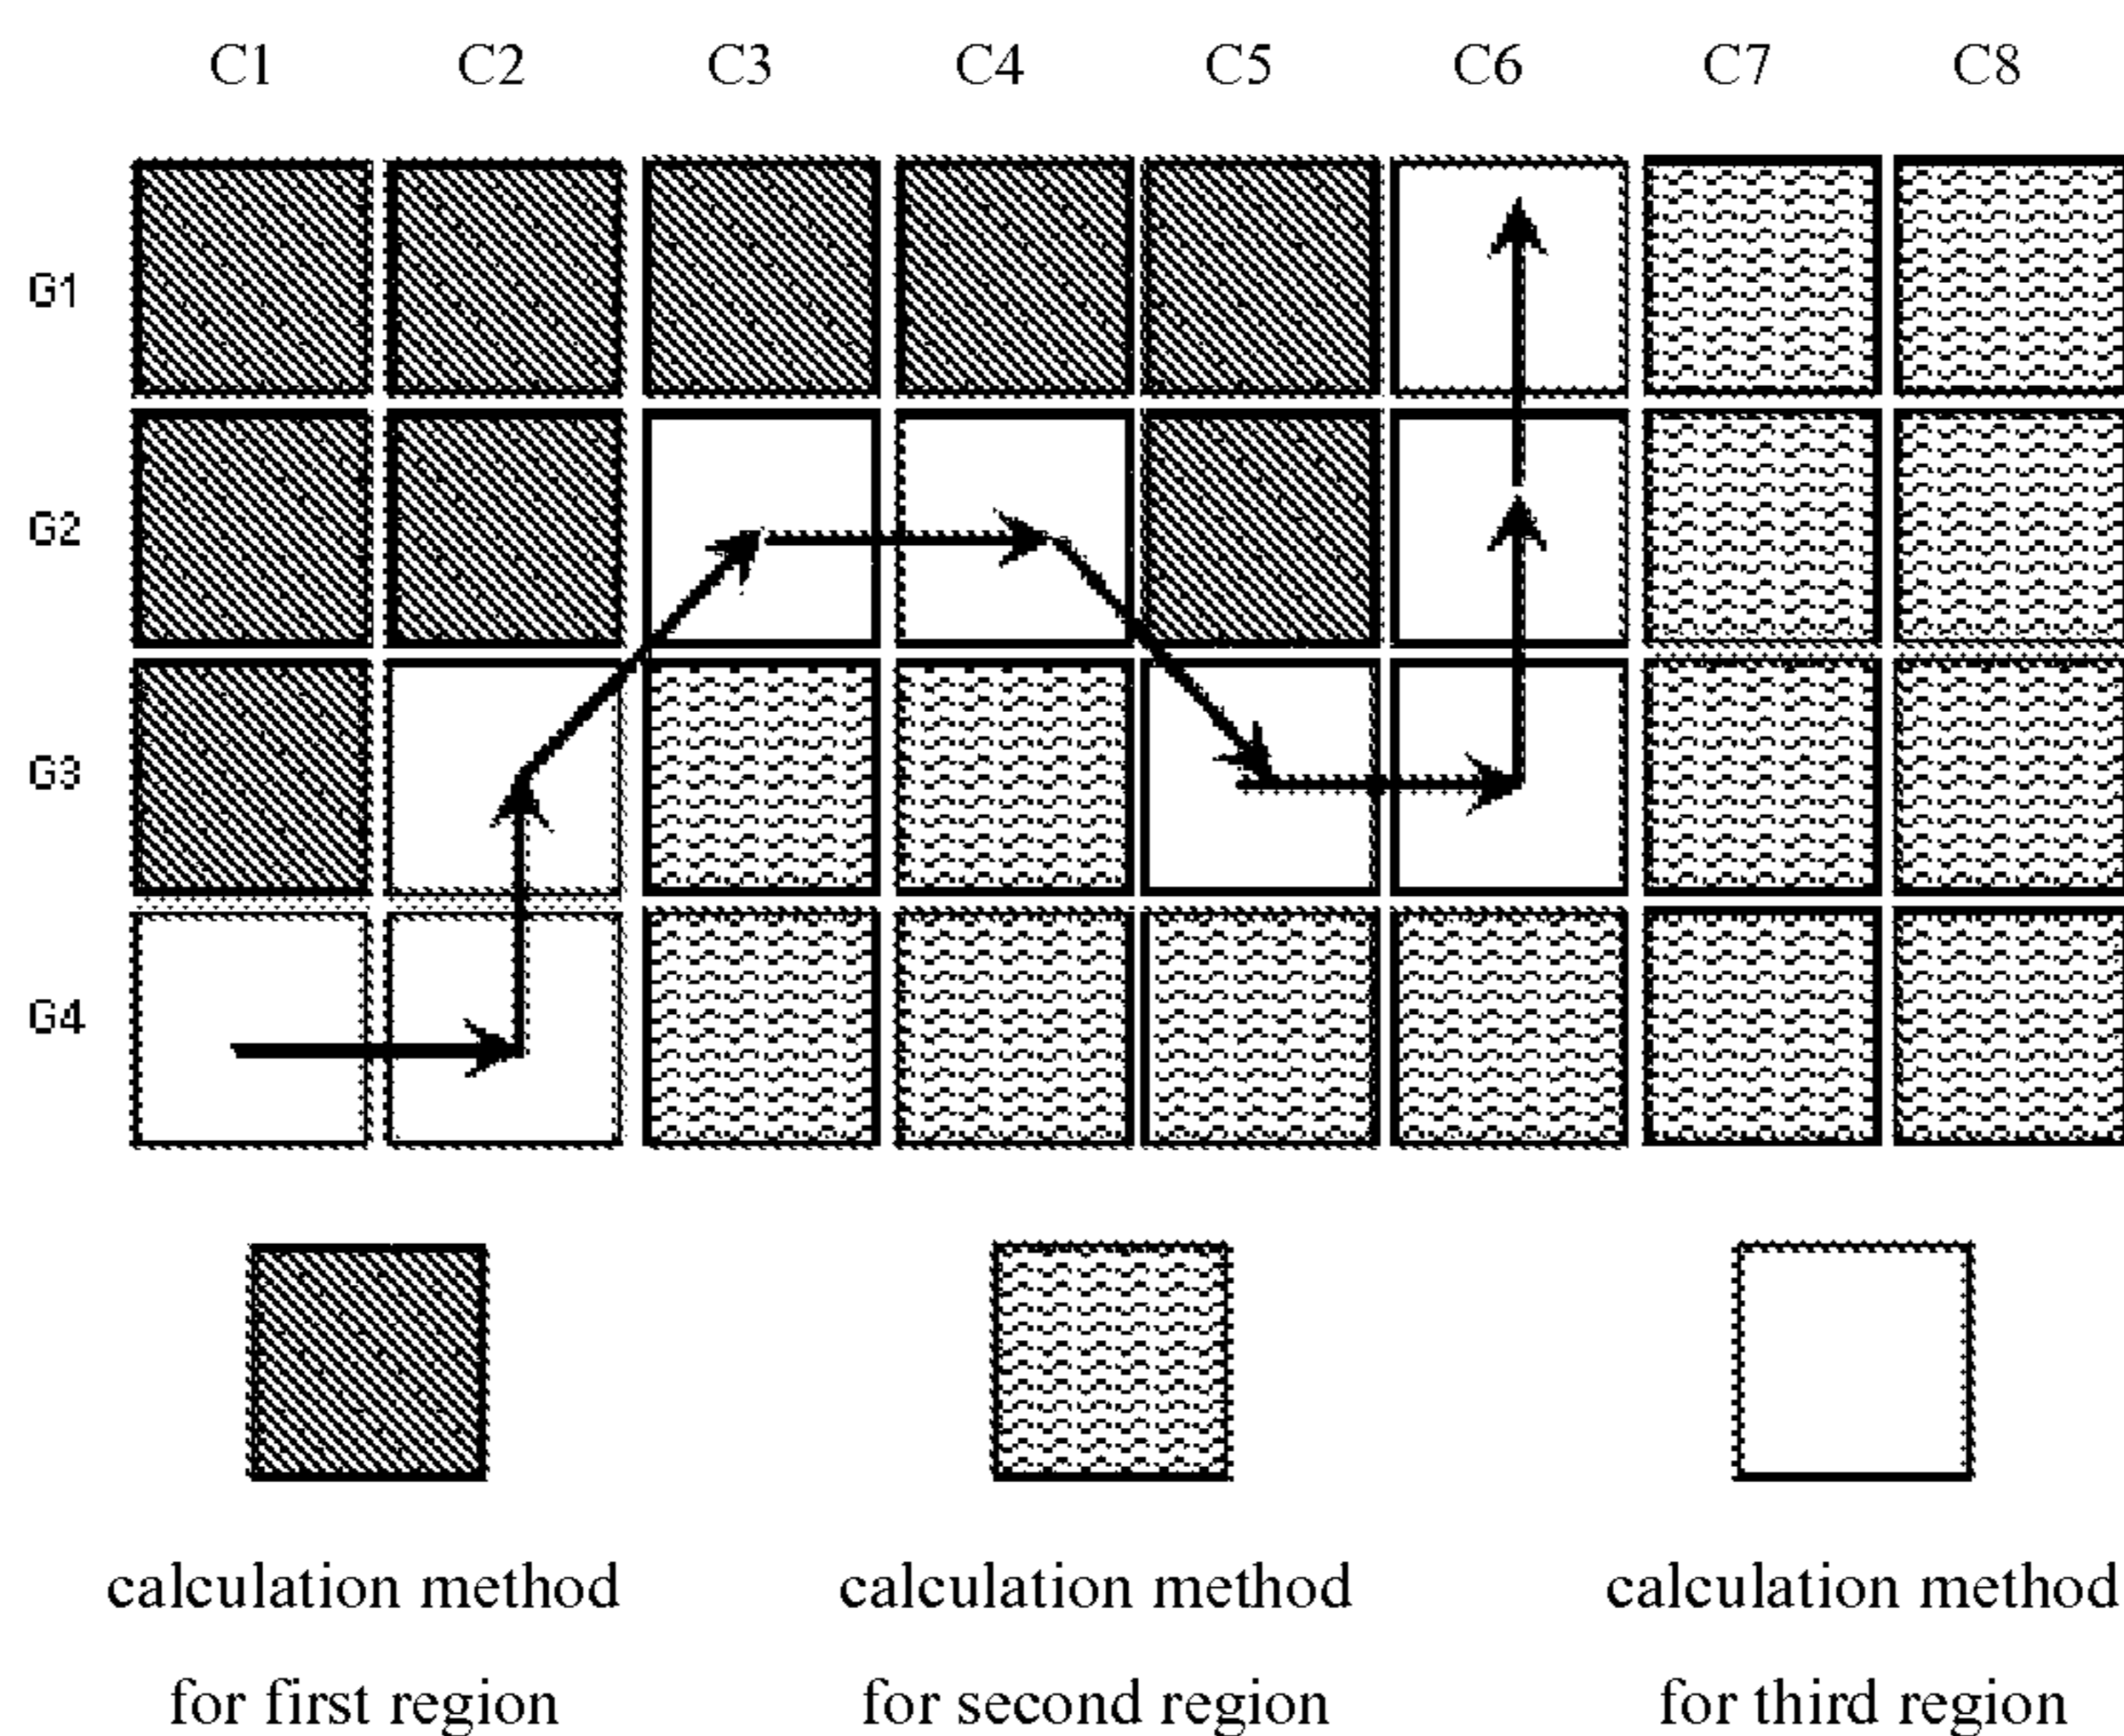 C1 C2 C3 C4 C5 C6 C7 C8
G1
G2
G3
G4
calculation method for first region
calculation method for second region
calculation method for third region